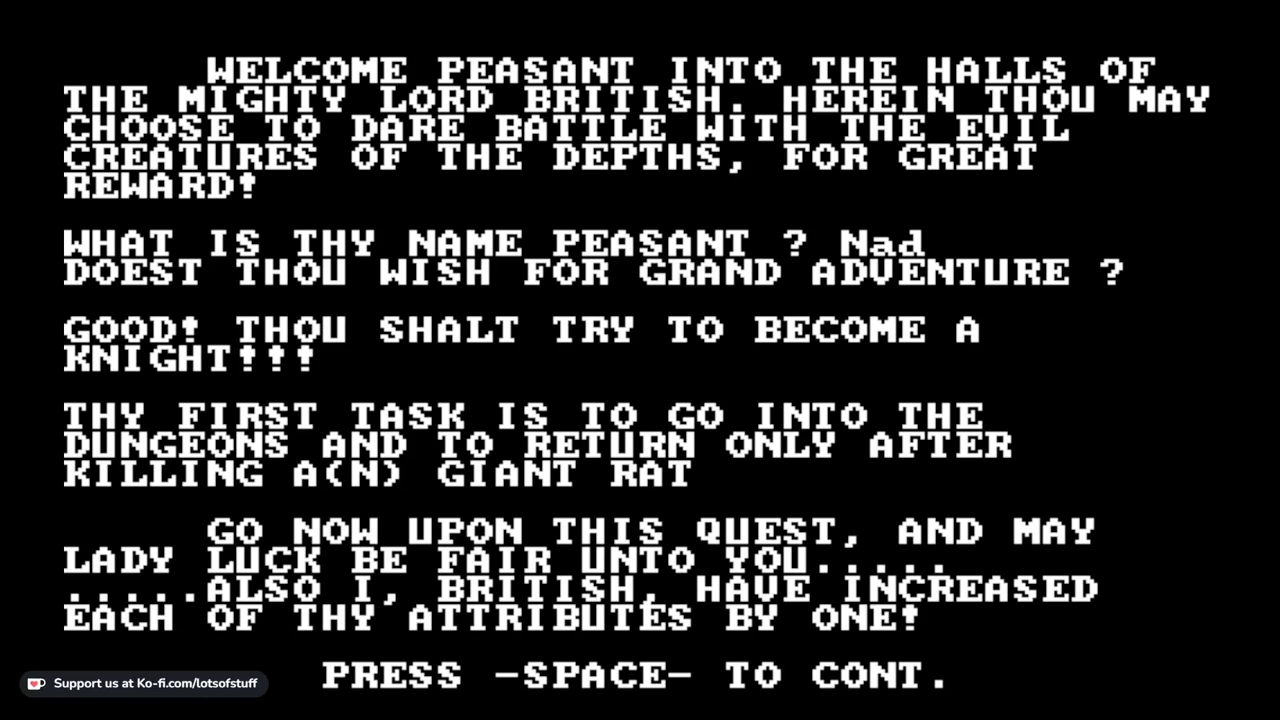 WELCOME PEASANT INTO THE HALLS OF
THE MIGHTY LORD BRITISH. HEREIN THOU MAY
CHOOSE TO DARE BATTLE WITH THE EVIL
CREATURES OF THE DEPTHS, FOR GREAT
REWARD!
WHAT IS THY NAME PEASANT ? Nad
DOEST THOU WISH FOR GRAND ADVENTURE ?
GOOD! THOU SHALT TRY TO BECOME A
KNIGHT!!!
THY FIRST TASK IS TO GO INTO THE
DUNGEONS AND TO RETURN ONLY AFTER
KILLING A(N) GIANT RAT
GO NOW UPON THIS QUEST, AND MAY
LADY LUCK BE FAIR UNTO YOU.....
.....ALSO I, BRITISH, HAVE INCREASED
EACH OF THY ATTRIBUTES BY ONE!
PRESS -SPACE- TO CONT.
Support us at Ko-fi.com/lotsofstuff